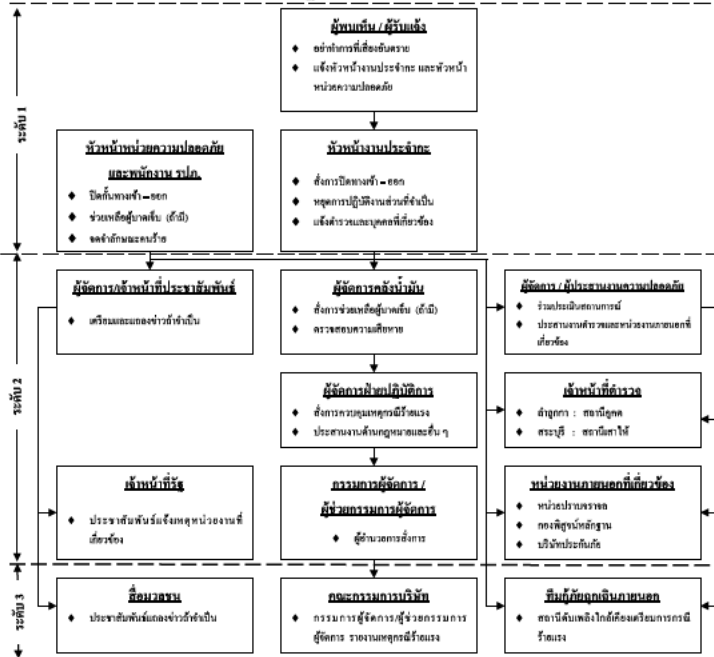 ผู้พบเห็น / ผู้รับแจ้ง
♦ อย่าทำการที่เสี่ยงอันตราย
♦ แจ้งหัวหน้างานประจำกะ และหัวหน้า
หน่วยความปลอดภัย
ระดับ 1
หัวหน้าหน่วยความปลอดภัย
และพนักงาน รปภ.
♦ ปิดกั้นทางเข้า – ออก
♦ ช่วยเหลือผู้บาดเจ็บ (ถ้ามี)
♦ จดจำลักษณะคนร้าย
หัวหน้างานประจำกะ
♦ สั่งการปิดทางเข้า – ออก
♦ หยุดการปฏิบัติงานส่วนที่จำเป็น
♦ แจ้งตำรวจและบุคคลที่เกี่ยวข้อง
ระดับ 2
ผู้จัดการ/เจ้าหน้าที่ประชาสัมพันธ์
♦ เตรียมและแถลงข่าวถ้าจำเป็น
ผู้จัดการคลังน้ำมัน
♦ สั่งการช่วยเหลือผู้บาดเจ็บ (ถ้ามี)
♦ ตรวจสอบความเสียหาย
ผู้จัดการ / ผู้ประสานงานความปลอดภัย
♦ ร่วมประเมินสถานการณ์
♦ ประสานงานตำรวจและหน่วยงานภายนอกที่
เกี่ยวข้อง
ผู้จัดการฝ่ายปฏิบัติการ
♦ สั่งการควบคุมเหตุกรณีร้ายแรง
♦ ประสานงานด้านกฎหมายและอื่น ๆ
เจ้าหน้าที่ตำรวจ
♦ ลำลูกกา : สถานีคูคต
♦ สระบุรี : สถานีเสาไห้
เจ้าหน้าที่รัฐ
♦ ประชาสัมพันธ์แจ้งเหตุหน่วยงานที่
เกี่ยวข้อง
กรรมการผู้จัดการ /
ผู้ช่วยกรรมการผู้จัดการ
♦ ผู้อำนวยการสั่งการ
หน่วยงานภายนอกที่เกี่ยวข้อง
♦ หน่วยปราบจราจล
♦ กองพิสูจน์หลักฐาน
♦ บริษัทประกันภัย
ระดับ 3
สื่อมวลชน
♦ ประชาสัมพันธ์แถลงข่าวถ้าจำเป็น
คณะกรรมการบริษัท
♦ กรรมการผู้จัดการ/ผู้ช่วยกรรมการ
ผู้จัดการ รายงานเหตุกรณีร้ายแรง
ทีมกู้ภัยฉุกเฉินภายนอก
♦ สถานีดับเพลิงใกล้เคียงเตรียมการกรณี
ร้ายแรง